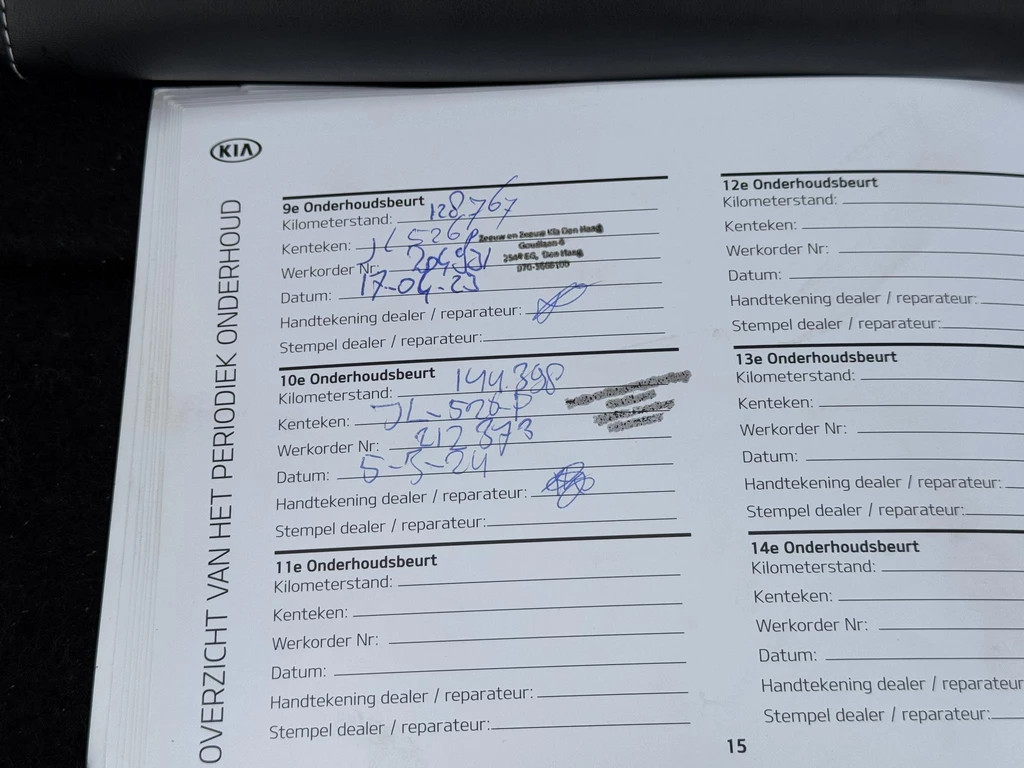 KIA
OVERZICHT VAN HET PERIODIEK ONDERHOUD
9e Onderhoudsbeurt
Kilometerstand: 128.767
Kenteken: JL 526 P
Zeeuw en Zeeuw Kia Den Haag
Goudlaan 6
Den Haag
Werkorder Nr:
Datum: 17-04-23
Handtekening dealer / reparateur:
Stempel dealer / reparateur:
10e Onderhoudsbeurt
Kilometerstand: 144.398
Kenteken: JL-526-P
Werkorder Nr: 212373
Datum: 5-3-24
Handtekening dealer / reparateur:
Stempel dealer / reparateur:
11e Onderhoudsbeurt
Kilometerstand:
Kenteken:
Werkorder Nr:
Datum:
Handtekening dealer / reparateur:
Stempel dealer / reparateur:
12e Onderhoudsbeurt
Kilometerstand:
Kenteken:
Werkorder Nr:
Datum:
Handtekening dealer / reparateur:
Stempel dealer / reparateur:
13e Onderhoudsbeurt
Kilometerstand:
Kenteken:
Werkorder Nr:
Datum:
Handtekening dealer / reparateur:
Stempel dealer / reparateur:
14e Onderhoudsbeurt
Kilometerstand:
Kenteken:
Werkorder Nr:
Datum:
Handtekening dealer / reparateur
Stempel dealer / reparateur:
15